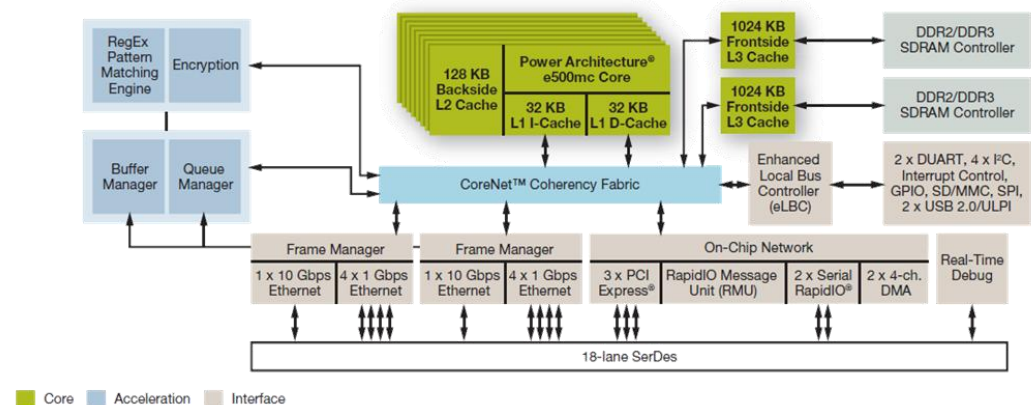 RegEx
Pattern
Matching
Engine
Encryption
128 KB
Backside
L2 Cache
Power Architecture®
e500mc Core
32 KB
L1 I-Cache
32 KB
L1 D-Cache
1024 KB
Frontside
L3 Cache
DDR2/DDR3
SDRAM Controller
1024 KB
Frontside
L3 Cache
DDR2/DDR3
SDRAM Controller
Buffer
Manager
Queue
Manager
CoreNet™ Coherency Fabric
Enhanced
Local Bus
Controller
(eLBC)
2 x DUART, 4 x I²C,
Interrupt Control,
GPIO, SD/MMC, SPI,
2 x USB 2.0/ULPI
Frame Manager
1 x 10 Gbps
Ethernet
4 x 1 Gbps
Ethernet
Frame Manager
1 x 10 Gbps
Ethernet
4 x 1 Gbps
Ethernet
On-Chip Network
3 x PCI
Express®
RapidIO Message
Unit (RMU)
2 x Serial
RapidIO®
2 x 4-ch.
DMA
Real-Time
Debug
18-lane SerDes
Core
Acceleration
Interface